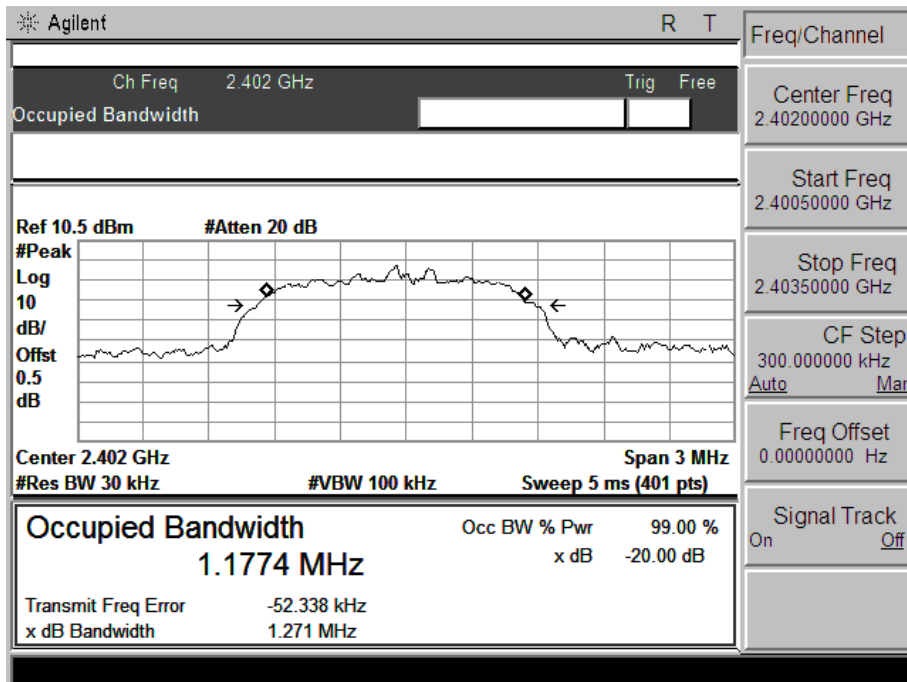 Agilent R T
Ch Freq 2.402 GHz Trig Free
Occupied Bandwidth
Ref 10.5 dBm #Atten 20 dB
#Peak
Log
10
dB/
Offst
0.5
dB
Center 2.402 GHz Span 3 MHz
#Res BW 30 kHz #VBW 100 kHz Sweep 5 ms (401 pts)
Occupied Bandwidth Occ BW % Pwr 99.00 %
1.1774 MHz x dB -20.00 dB
Transmit Freq Error -52.338 kHz
x dB Bandwidth 1.271 MHz
Freq/Channel
Center Freq
2.40200000 GHz
Start Freq
2.40050000 GHz
Stop Freq
2.40350000 GHz
CF Step
300.000000 kHz
Auto Man
Freq Offset
0.00000000 Hz
Signal Track
On Off